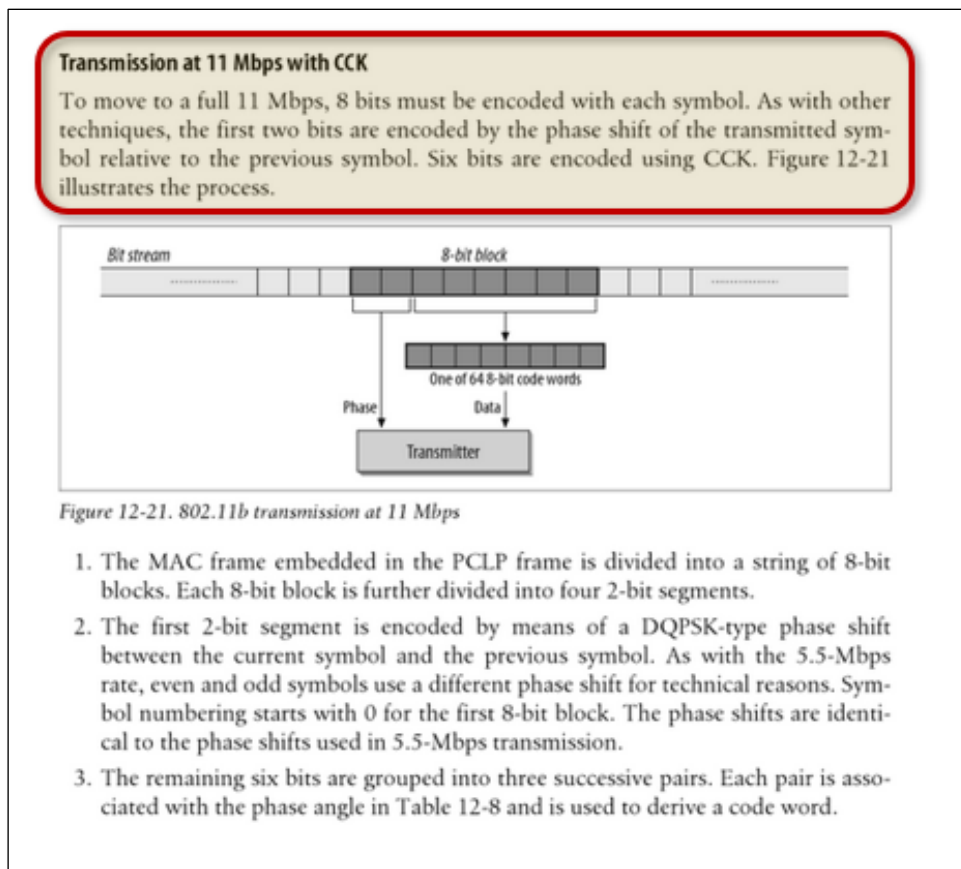 Transmission at 11 Mbps with CCK
To move to a full 11 Mbps, 8 bits must be encoded with each symbol. As with other
techniques, the first two bits are encoded by the phase shift of the transmitted sym-
bol relative to the previous symbol. Six bits are encoded using CCK. Figure 12-21
illustrates the process.
Bit stream
8-bit block
One of 64 8-bit code words
Phase
Data
Transmitter
Figure 12-21. 802.11b transmission at 11 Mbps
1. The MAC frame embedded in the PCLP frame is divided into a string of 8-bit
blocks. Each 8-bit block is further divided into four 2-bit segments.
2. The first 2-bit segment is encoded by means of a DQPSK-type phase shift
between the current symbol and the previous symbol. As with the 5.5-Mbps
rate, even and odd symbols use a different phase shift for technical reasons. Sym-
bol numbering starts with 0 for the first 8-bit block. The phase shifts are identi-
cal to the phase shifts used in 5.5-Mbps transmission.
3. The remaining six bits are grouped into three successive pairs. Each pair is asso-
ciated with the phase angle in Table 12-8 and is used to derive a code word.